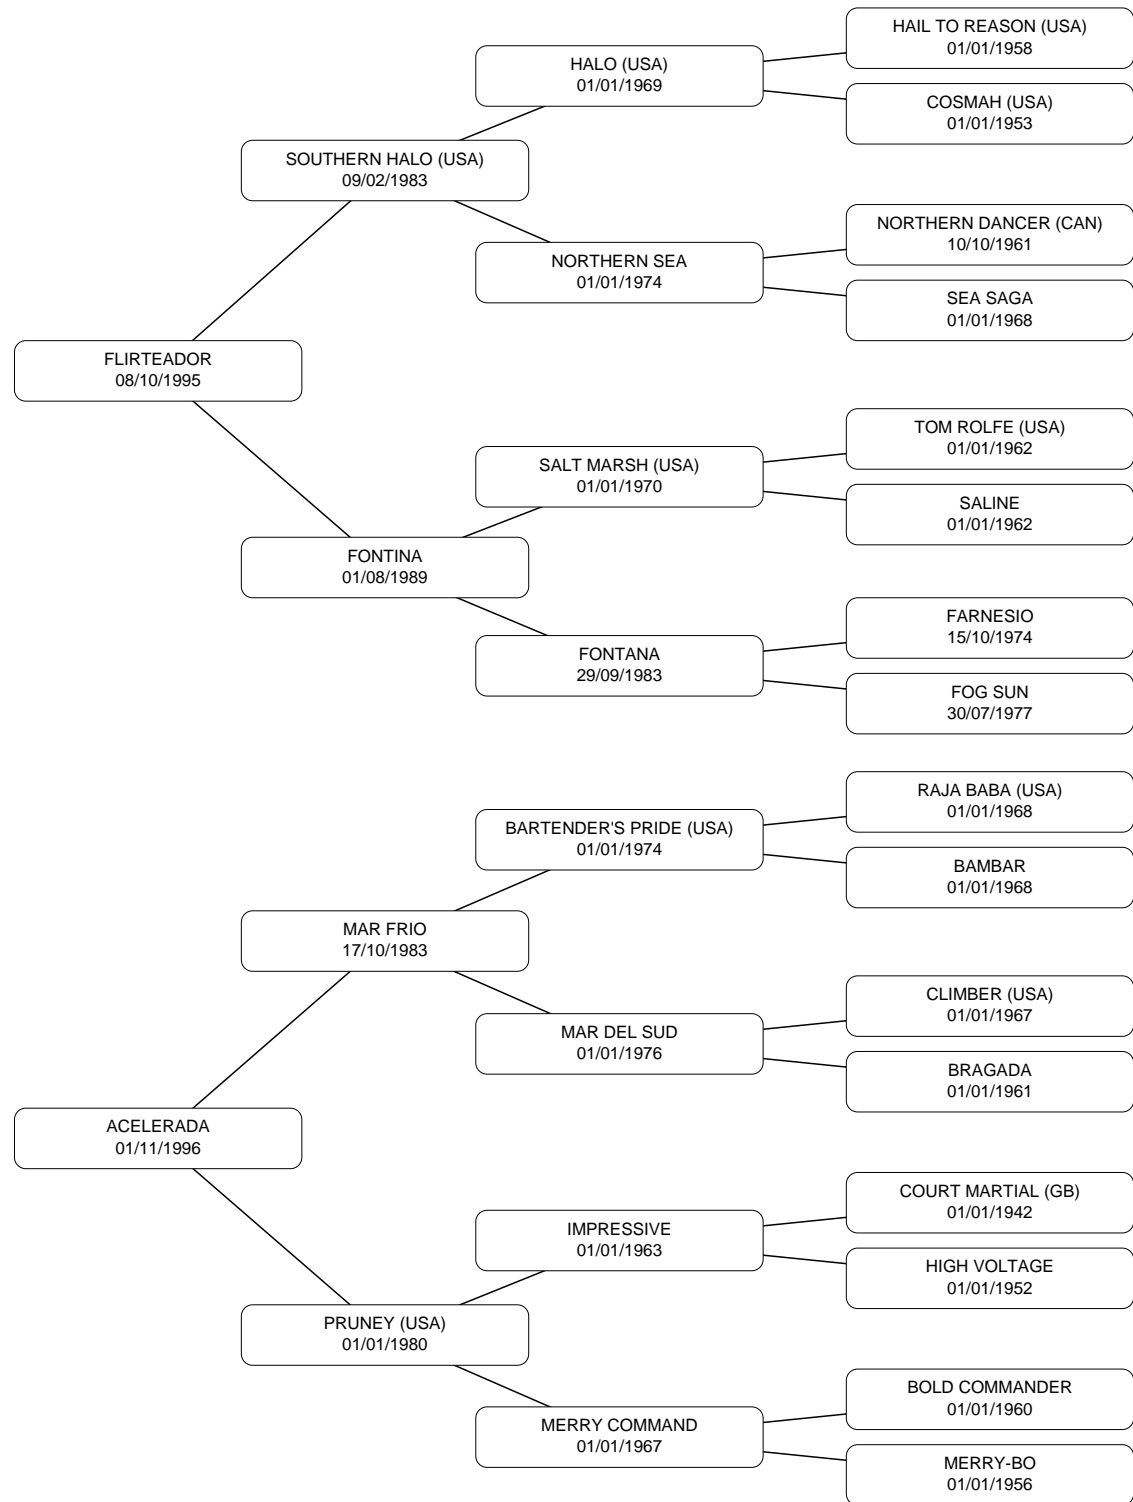 HAIL TO REASON (USA)
01/01/1958
HALO (USA)
01/01/1969
COSMAH (USA)
01/01/1953
SOUTHERN HALO (USA)
09/02/1983
NORTHERN DANCER (CAN)
10/10/1961
NORTHERN SEA
01/01/1974
SEA SAGA
01/01/1968
FLIRTEADOR
08/10/1995
TOM ROLFE (USA)
01/01/1962
SALT MARSH (USA)
01/01/1970
SALINE
01/01/1962
FONTINA
01/08/1989
FARNESIO
15/10/1974
FONTANA
29/09/1983
FOG SUN
30/07/1977
RAJA BABA (USA)
01/01/1968
BARTENDER'S PRIDE (USA)
01/01/1974
BAMBAR
01/01/1968
MAR FRIO
17/10/1983
CLIMBER (USA)
01/01/1967
MAR DEL SUD
01/01/1976
BRAGADA
01/01/1961
ACELERADA
01/11/1996
COURT MARTIAL (GB)
01/01/1942
IMPRESSIVE
01/01/1963
HIGH VOLTAGE
01/01/1952
PRUNEY (USA)
01/01/1980
BOLD COMMANDER
01/01/1960
MERRY COMMAND
01/01/1967
MERRY-BO
01/01/1956